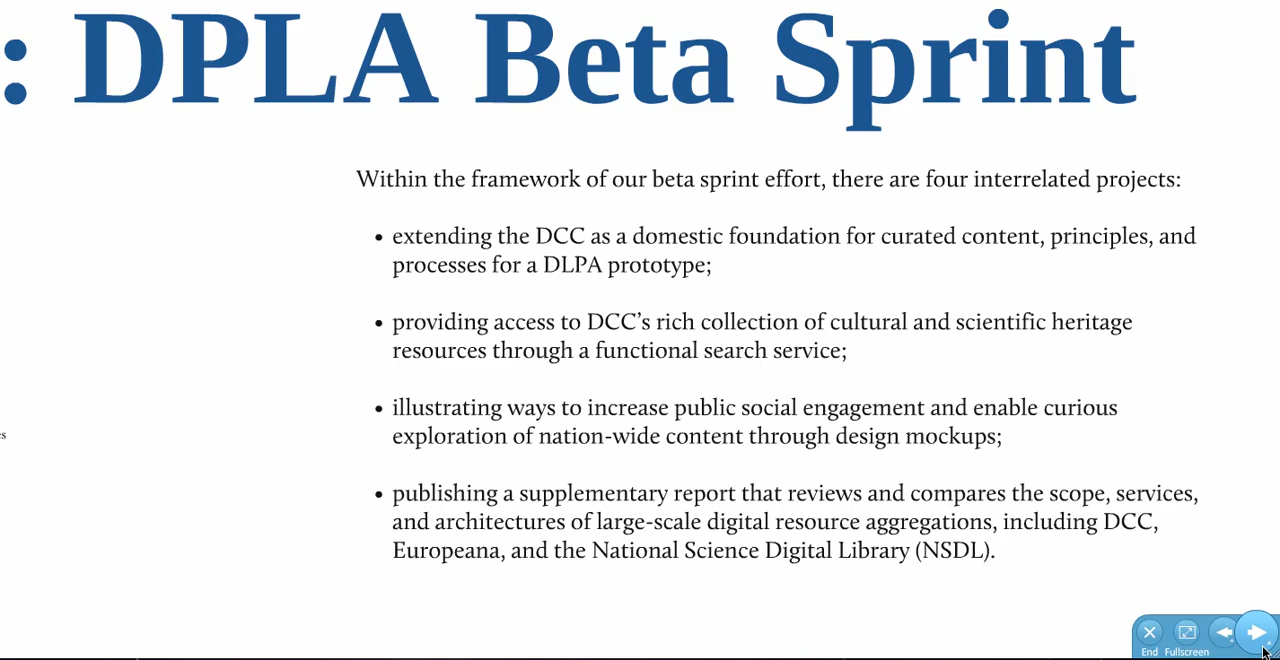 : DPLA Beta Sprint
Within the framework of our beta sprint effort, there are four interrelated projects:
• extending the DCC as a domestic foundation for curated content, principles, and
processes for a DLPA prototype;
• providing access to DCC’s rich collection of cultural and scientific heritage
resources through a functional search service;
• illustrating ways to increase public social engagement and enable curious
exploration of nation-wide content through design mockups;
es
• publishing a supplementary report that reviews and compares the scope, services,
and architectures of large-scale digital resource aggregations, including DCC,
Europeana, and the National Science Digital Library (NSDL).
End Fullscreen